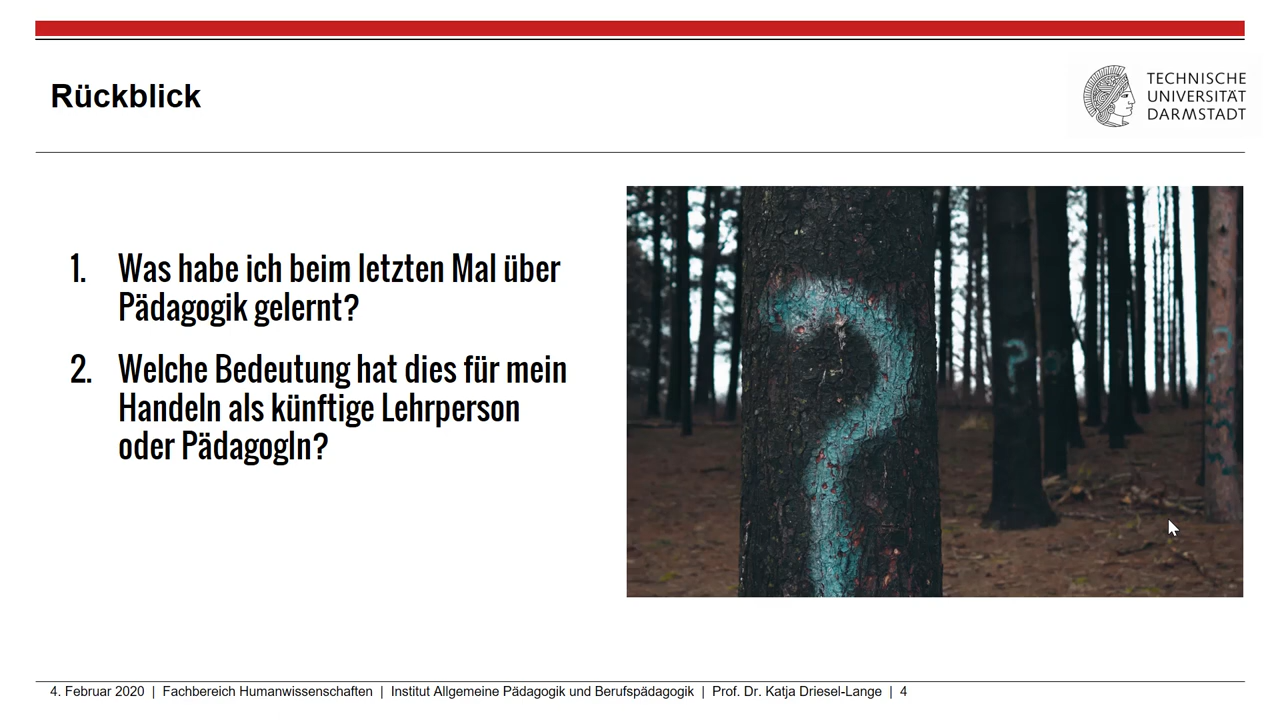 Rückblick
TECHNISCHE
UNIVERSITÄT
DARMSTADT
1. Was habe ich beim letzten Mal über
Pädagogik gelernt?
2. Welche Bedeutung hat dies für mein
Handeln als künftige Lehrperson
oder PädagogIn?
?
?
?
4. Februar 2020 | Fachbereich Humanwissenschaften | Institut Allgemeine Pädagogik und Berufspädagogik | Prof. Dr. Katja Driesel-Lange | 4